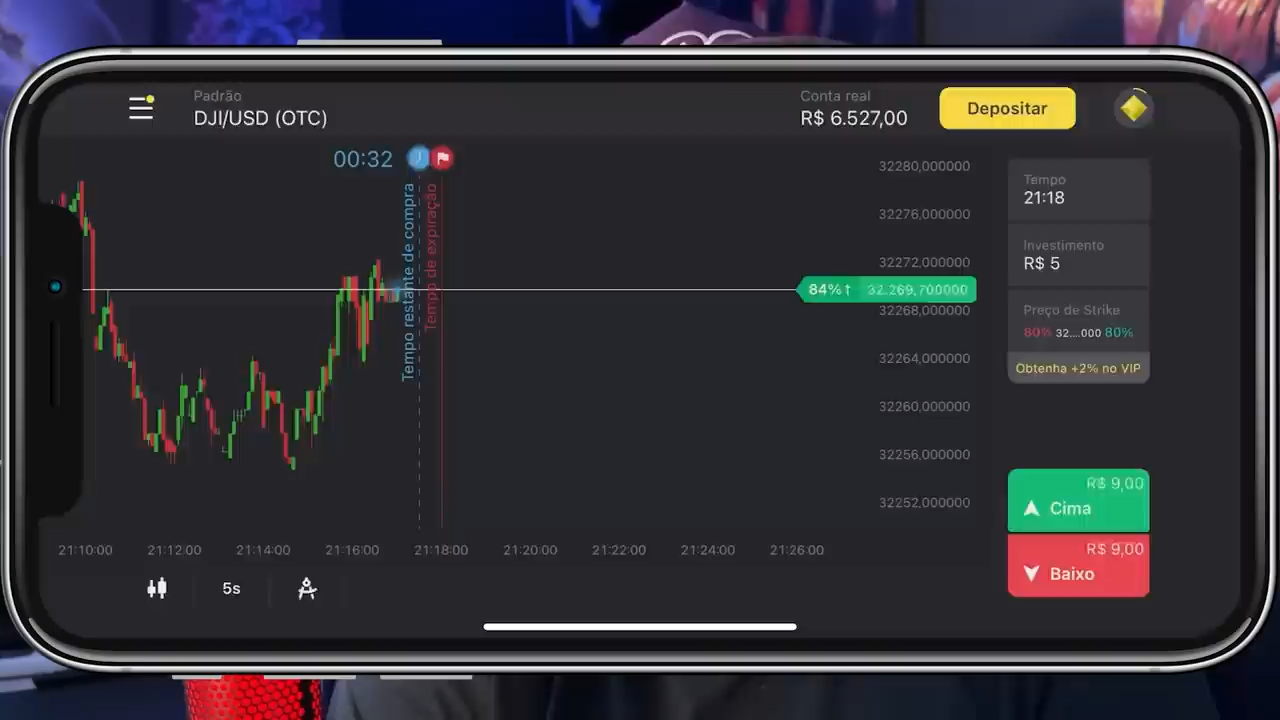 Padrão
DJI/USD (OTC)
Conta real
R$ 6.527,00
Depositar
00:32
Tempo restante de compra
Tempo de expiração
32280,000000
32276,000000
32272,000000
84%↑ 32.269,700000
32268,000000
32264,000000
32260,000000
32256,000000
32252,000000
Tempo
21:18
Investimento
R$ 5
Preço de Strike
80% 32....000 80%
Obtenha +2% no VIP
R$ 9,00
Cima
R$ 9,00
Baixo
21:10:00 21:12:00 21:14:00 21:16:00 21:18:00 21:20:00 21:22:00 21:24:00 21:26:00
5s